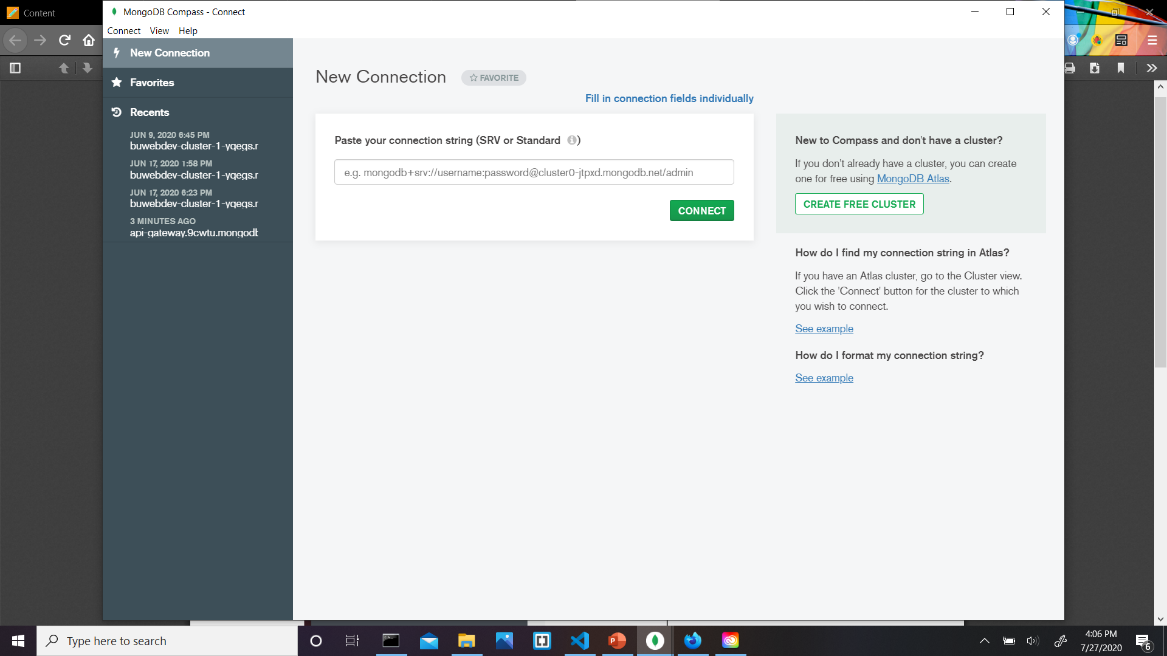 Content
MongoDB Compass - Connect
Connect View Help
New Connection
Favorites
Recents
JUN 9, 2020 6:45 PM
buwebdev-cluster-1-yqegs.r
JUN 17, 2020 1:58 PM
buwebdev-cluster-1-yqegs.r
JUN 17, 2020 6:23 PM
buwebdev-cluster-1-yqegs.r
3 MINUTES AGO
api-gateway.9cwtu.mongodt
New Connection
FAVORITE
Fill in connection fields individually
Paste your connection string (SRV or Standard )
e.g. mongodb+srv://username:password@cluster0-jtpxd.mongodb.net/admin
CONNECT
New to Compass and don't have a cluster?
If you don't already have a cluster, you can create
one for free using MongoDB Atlas.
CREATE FREE CLUSTER
How do I find my connection string in Atlas?
If you have an Atlas cluster, go to the Cluster view.
Click the 'Connect' button for the cluster to which
you wish to connect.
See example
How do I format my connection string?
See example
Type here to search
4:06 PM
7/27/2020
6